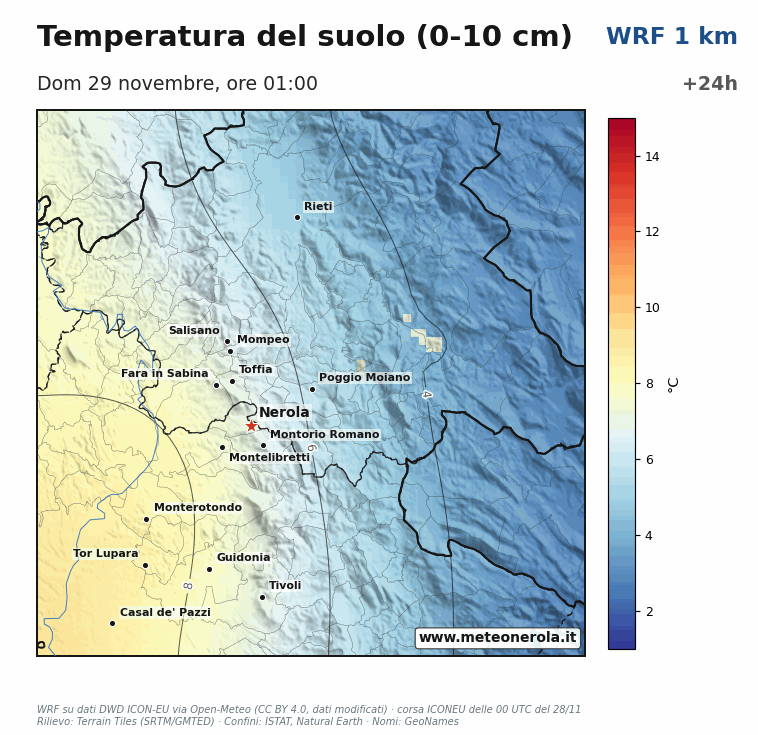 Temperatura del suolo (0-10 cm)
WRF 1 km
Dom 29 novembre, ore 01:00
+24h
Rieti
Salisano
Mompeo
Fara in Sabina
Toffia
Poggio Moiano
Nerola
Montorio Romano
Montelibretti
Monterotondo
Tor Lupara
Guidonia
Tivoli
Casal de' Pazzi
4
6
8
14
12
10
8
6
4
2
°C
www.meteonerola.it
WRF su dati DWD ICON-EU via Open-Meteo (CC BY 4.0, dati modificati) · corsa ICONEU delle 00 UTC del 28/11
Rilievo: Terrain Tiles (SRTM/GMTED) · Confini: ISTAT, Natural Earth · Nomi: GeoNames